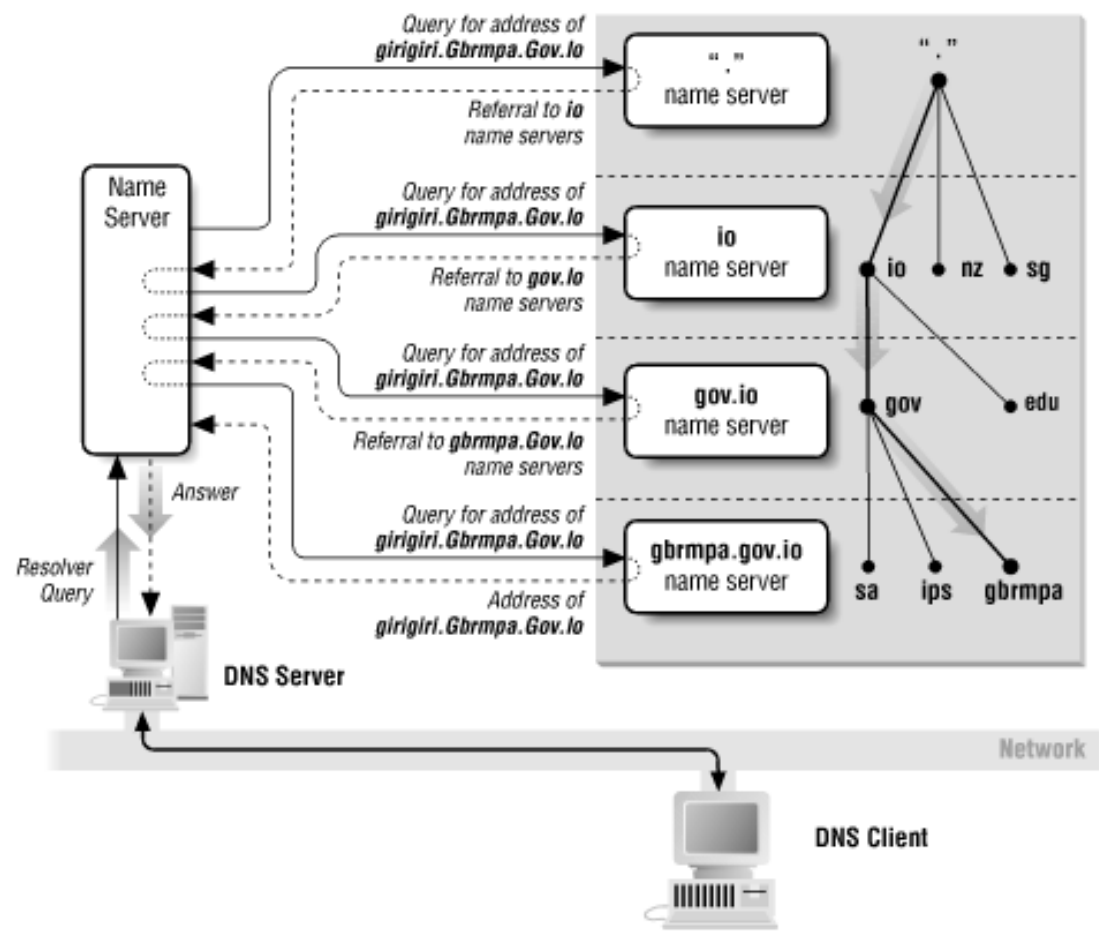 Query for address of
girigiri.Gbrmpa.Gov.Io
“.”
name server
“.”
Referral to io
name servers
Name
Server
Query for address of
girigiri.Gbrmpa.Gov.Io
io
name server
io
nz
sg
Referral to gov.Io
name servers
Query for address of
girigiri.Gbrmpa.Gov.Io
gov.io
name server
gov
edu
Referral to gbrmpa.Gov.Io
name servers
Answer
Query for address of
girigiri.Gbrmpa.Gov.Io
gbrmpa.gov.io
name server
sa
ips
gbrmpa
Resolver
Query
Address of
girigiri.Gbrmpa.Gov.Io
DNS Server
Network
DNS Client